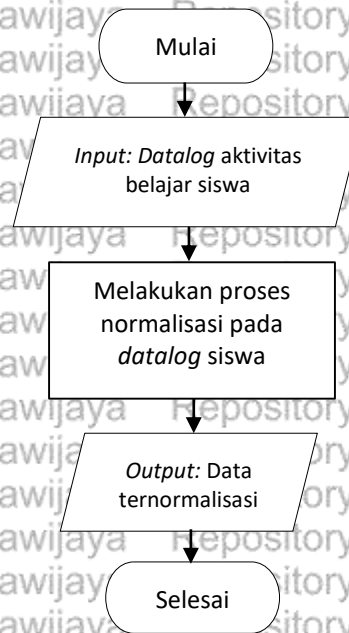 Mulai
Input: Datalog aktivitas
belajar siswa
Melakukan proses
normalisasi pada
datalog siswa
Output: Data
ternormalisasi
Selesai